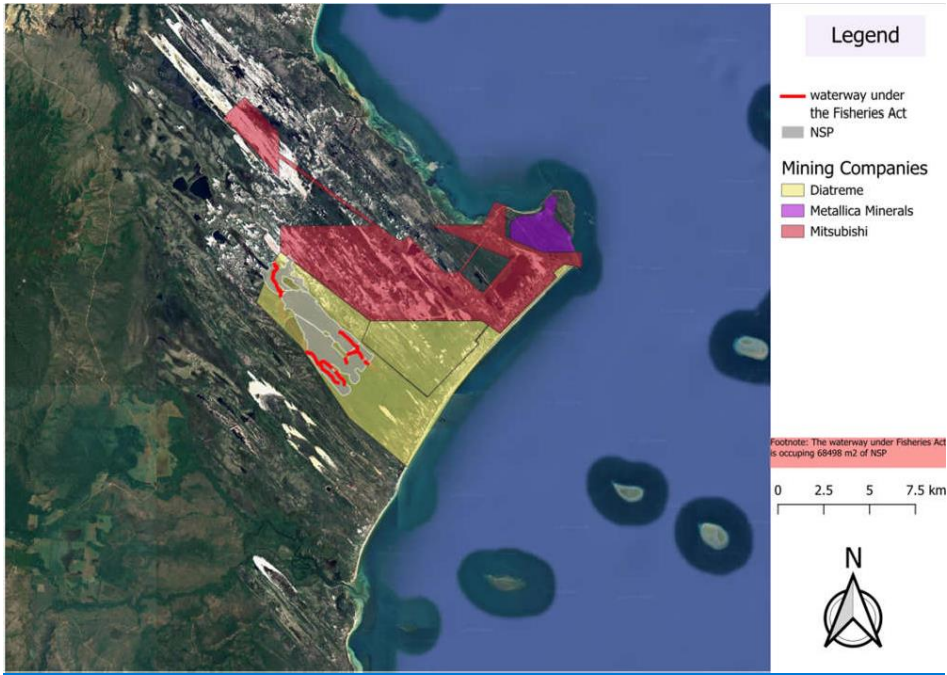 Legend
waterway under
the Fisheries Act
NSP
Mining Companies
Diatreme
Metallica Minerals
Mitsubishi
Footnote: The waterway under Fisheries Act
is occuping 68498 m2 of NSP
0 2.5 5 7.5 km
N